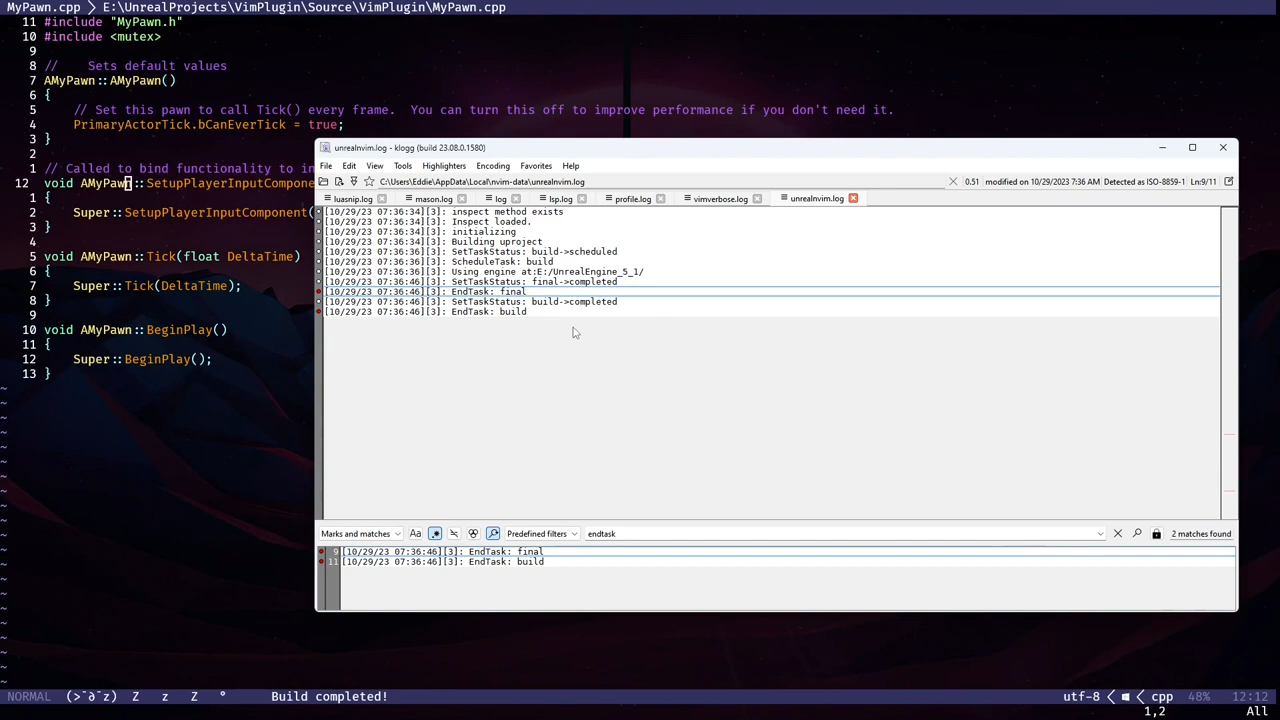 MyPawn.cpp > E:\UnrealProjects\VimPlugin\Source\VimPlugin\MyPawn.cpp
11 #include "MyPawn.h"
10 #include <mutex>
9
8 //  Sets default values
7 AMyPawn::AMyPawn()
6 {
5     // Set this pawn to call Tick() every frame.  You can turn this off to improve performance if you don't need it.
4     PrimaryActorTick.bCanEverTick = true;
3 }
2
1 // Called to bind functionality to in
12 void AMyPawn::SetupPlayerInputCompone
1 {
2     Super::SetupPlayerInputComponent(
3 }
4
5 void AMyPawn::Tick(float DeltaTime)
6 {
7     Super::Tick(DeltaTime);
8 }
9
10 void AMyPawn::BeginPlay()
11 {
12     Super::BeginPlay();
13 }
unrealnvim.log - klogg (build 23.08.0.1580)
File Edit View Tools Highlighters Encoding Favorites Help
C:\Users\Eddie\AppData\Local\nvim-data\unrealnvim.log 0.51 modified on 10/29/2023 7:36 AM Detected as ISO-8859-1 Ln:9/11
luasnip.log mason.log log lsp.log profile.log vimverbose.log unrealnvim.log
[10/29/23 07:36:34][3]: inspect method exists
[10/29/23 07:36:34][3]: Inspect loaded.
[10/29/23 07:36:34][3]: initializing
[10/29/23 07:36:34][3]: Building uproject
[10/29/23 07:36:36][3]: SetTaskStatus: build->scheduled
[10/29/23 07:36:36][3]: ScheduleTask: build
[10/29/23 07:36:36][3]: Using engine at:E:/UnrealEngine_5_1/
[10/29/23 07:36:46][3]: SetTaskStatus: final->completed
[10/29/23 07:36:46][3]: EndTask: final
[10/29/23 07:36:46][3]: SetTaskStatus: build->completed
[10/29/23 07:36:46][3]: EndTask: build
Marks and matches Aa Predefined filters endtask 2 matches found
9 [10/29/23 07:36:46][3]: EndTask: final
11 [10/29/23 07:36:46][3]: EndTask: build
NORMAL (>ˆ∂ˆz) Z z Z ° Build completed! utf-8 < < cpp 48% 12:12
1,2 All